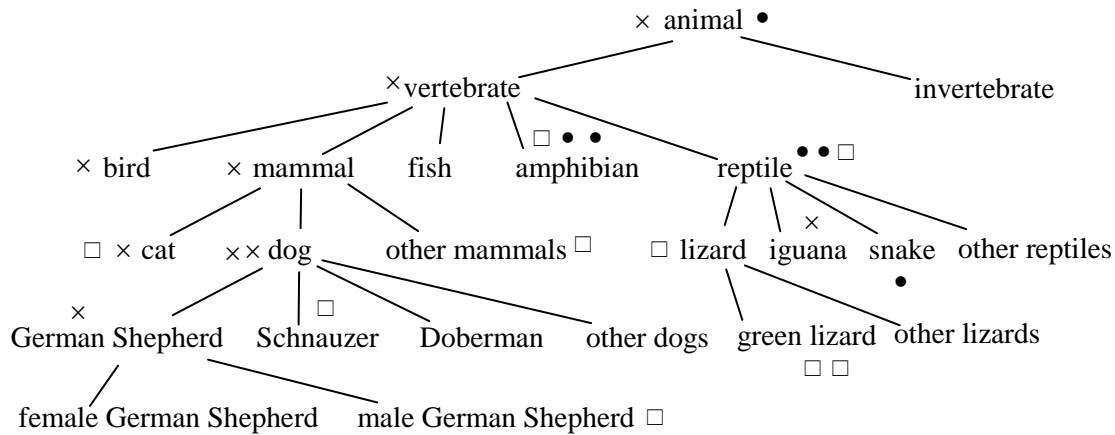 × animal •
× vertebrate invertebrate
□ • •
× bird × mammal fish amphibian reptile • • □
×
□ × cat × × dog other mammals □ □ lizard iguana snake other reptiles
•
× □
German Shepherd Schnauzer Doberman other dogs green lizard other lizards
□ □
female German Shepherd male German Shepherd □